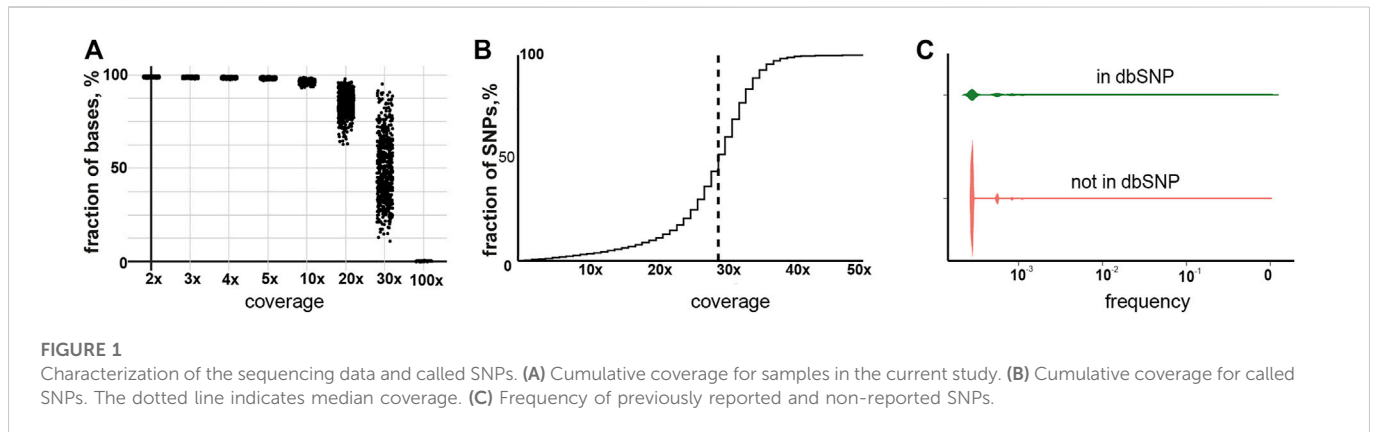 A
fraction of bases, %
100
50
0
2x 3x 4x 5x 10x 20x 30x 100x
coverage
B
fraction of SNPs,%
100
50
0
10x 20x 30x 40x 50x
coverage
C
in dbSNP
not in dbSNP
10-3 10-2 10-1 0
frequency
FIGURE 1
Characterization of the sequencing data and called SNPs. (A) Cumulative coverage for samples in the current study. (B) Cumulative coverage for called
SNPs. The dotted line indicates median coverage. (C) Frequency of previously reported and non-reported SNPs.